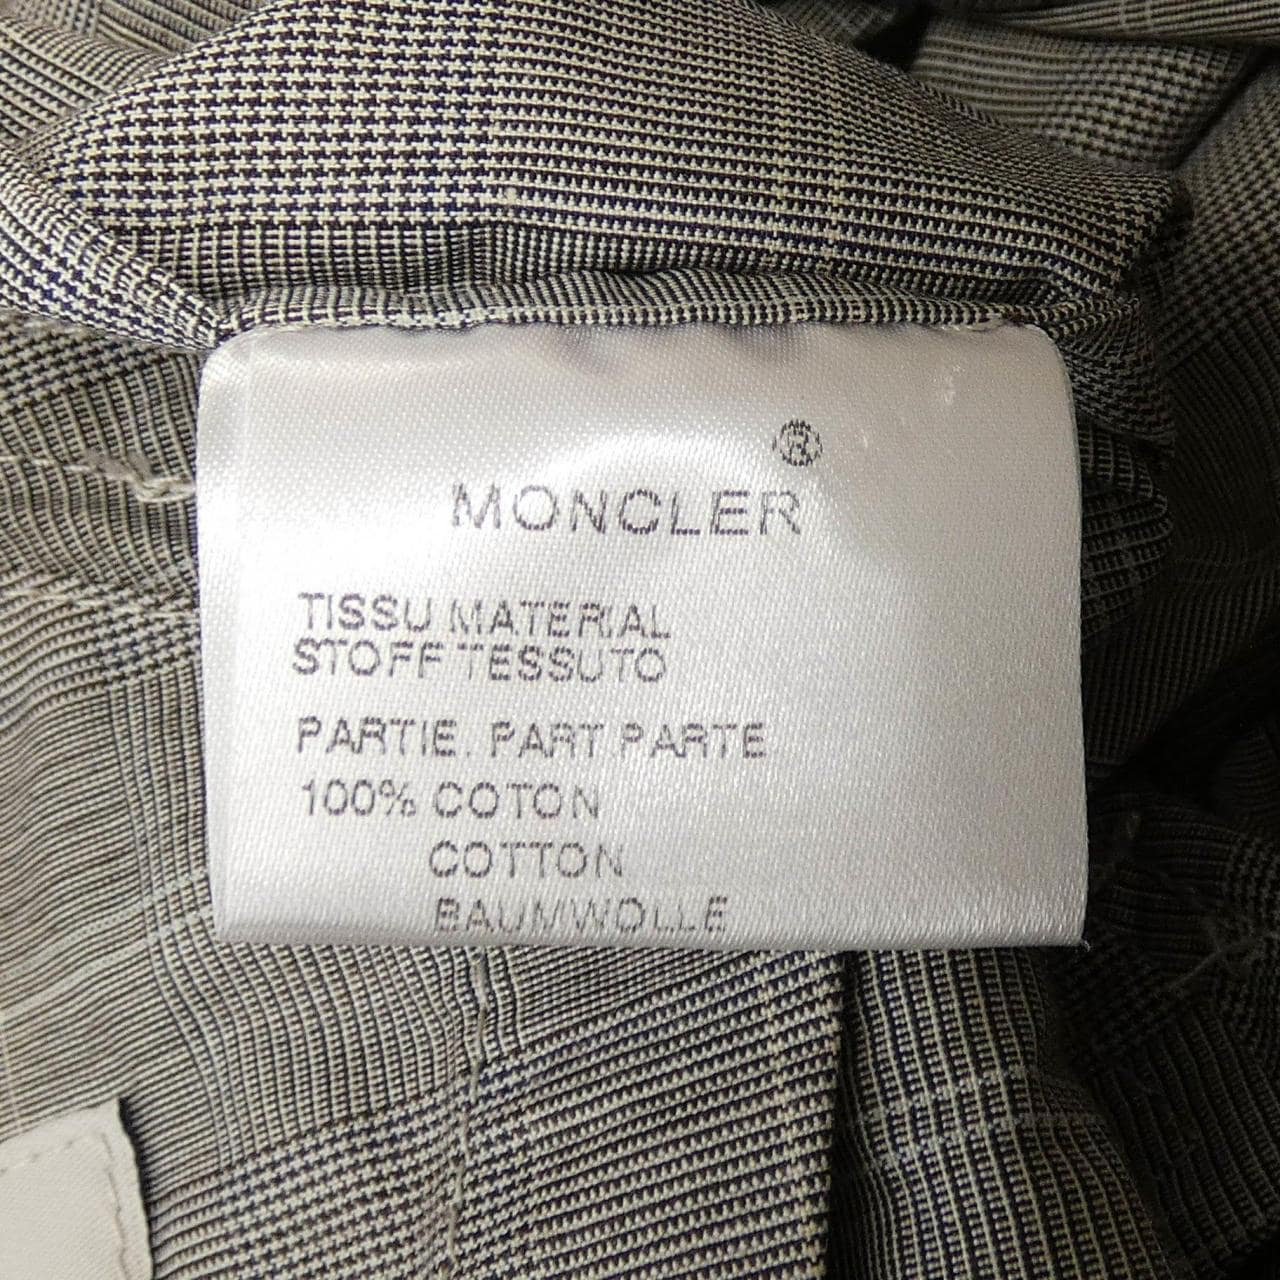 ®
MONCLER
TISSU MATERIAL
STOFF TESSUTO
PARTIE. PART PARTE
100% COTON
COTTON
BAUMWOLLE